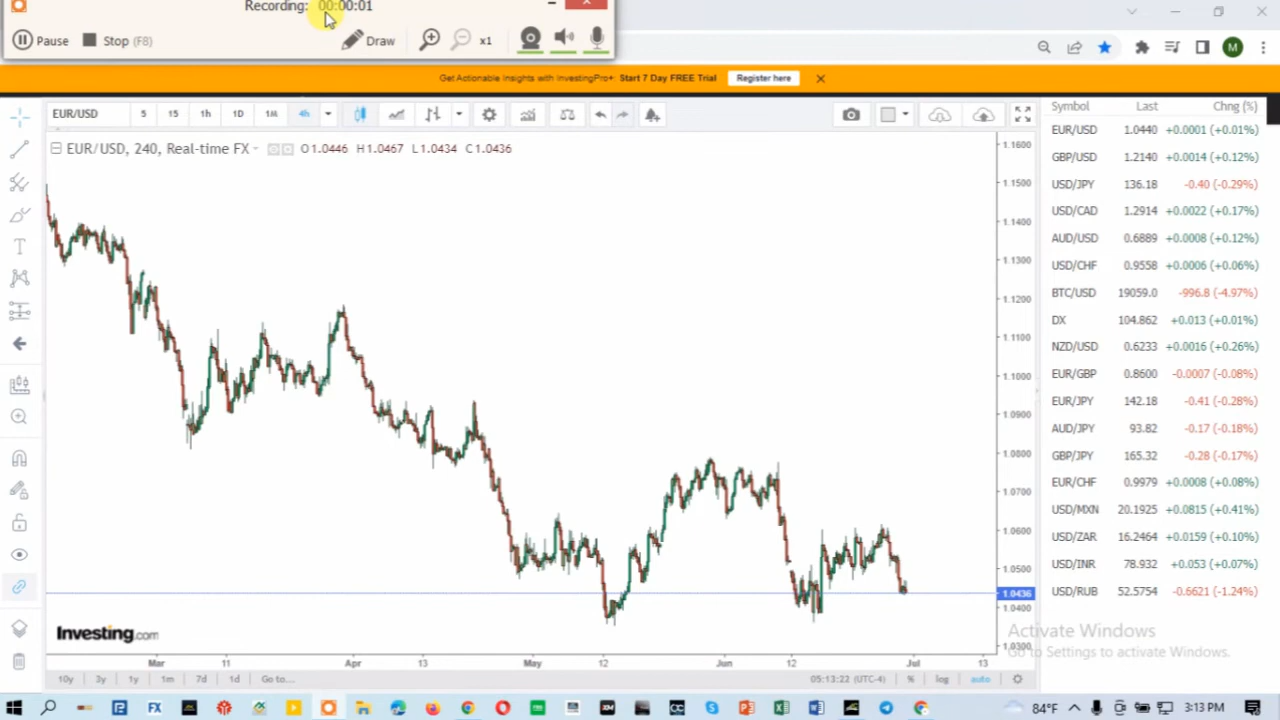 Recording: 00:00:01
Pause
Stop (F8)
Draw
x1
M
Get Actionable Insights with InvestingPro+: Start 7 Day FREE Trial
Register here
EUR/USD 5 15 1h 1D 1M 4h
EUR/USD, 240, Real-time FX
O1.0446 H1.0467 L1.0434 C1.0436
1.1600
1.1500
1.1400
1.1300
1.1200
1.1100
1.1000
1.0900
1.0800
1.0700
1.0600
1.0500
1.0436
1.0400
1.0300
Symbol Last Chng (%)
EUR/USD 1.0440 +0.0001 (+0.01%)
GBP/USD 1.2140 +0.0014 (+0.12%)
USD/JPY 136.18 -0.40 (-0.29%)
USD/CAD 1.2914 +0.0022 (+0.17%)
AUD/USD 0.6889 +0.0008 (+0.12%)
USD/CHF 0.9558 +0.0006 (+0.06%)
BTC/USD 19059.0 -996.8 (-4.97%)
DX 104.862 +0.013 (+0.01%)
NZD/USD 0.6233 +0.0016 (+0.26%)
EUR/GBP 0.8600 -0.0007 (-0.08%)
EUR/JPY 142.18 -0.41 (-0.28%)
AUD/JPY 93.82 -0.17 (-0.18%)
GBP/JPY 165.32 -0.28 (-0.17%)
EUR/CHF 0.9979 +0.0008 (+0.08%)
USD/MXN 20.1925 +0.0815 (+0.41%)
USD/ZAR 16.2464 +0.0159 (+0.10%)
USD/INR 78.932 +0.053 (+0.07%)
USD/RUB 52.5754 -0.6621 (-1.24%)
Investing.com
Activate Windows
Go to Settings to activate Windows.
Mar 11 Apr 13 May 12 Jun 12 Jul 13
10y 3y 1y 1m 7d 1d Go to...
05:13:22 (UTC-4) % log auto
84°F 3:13 PM